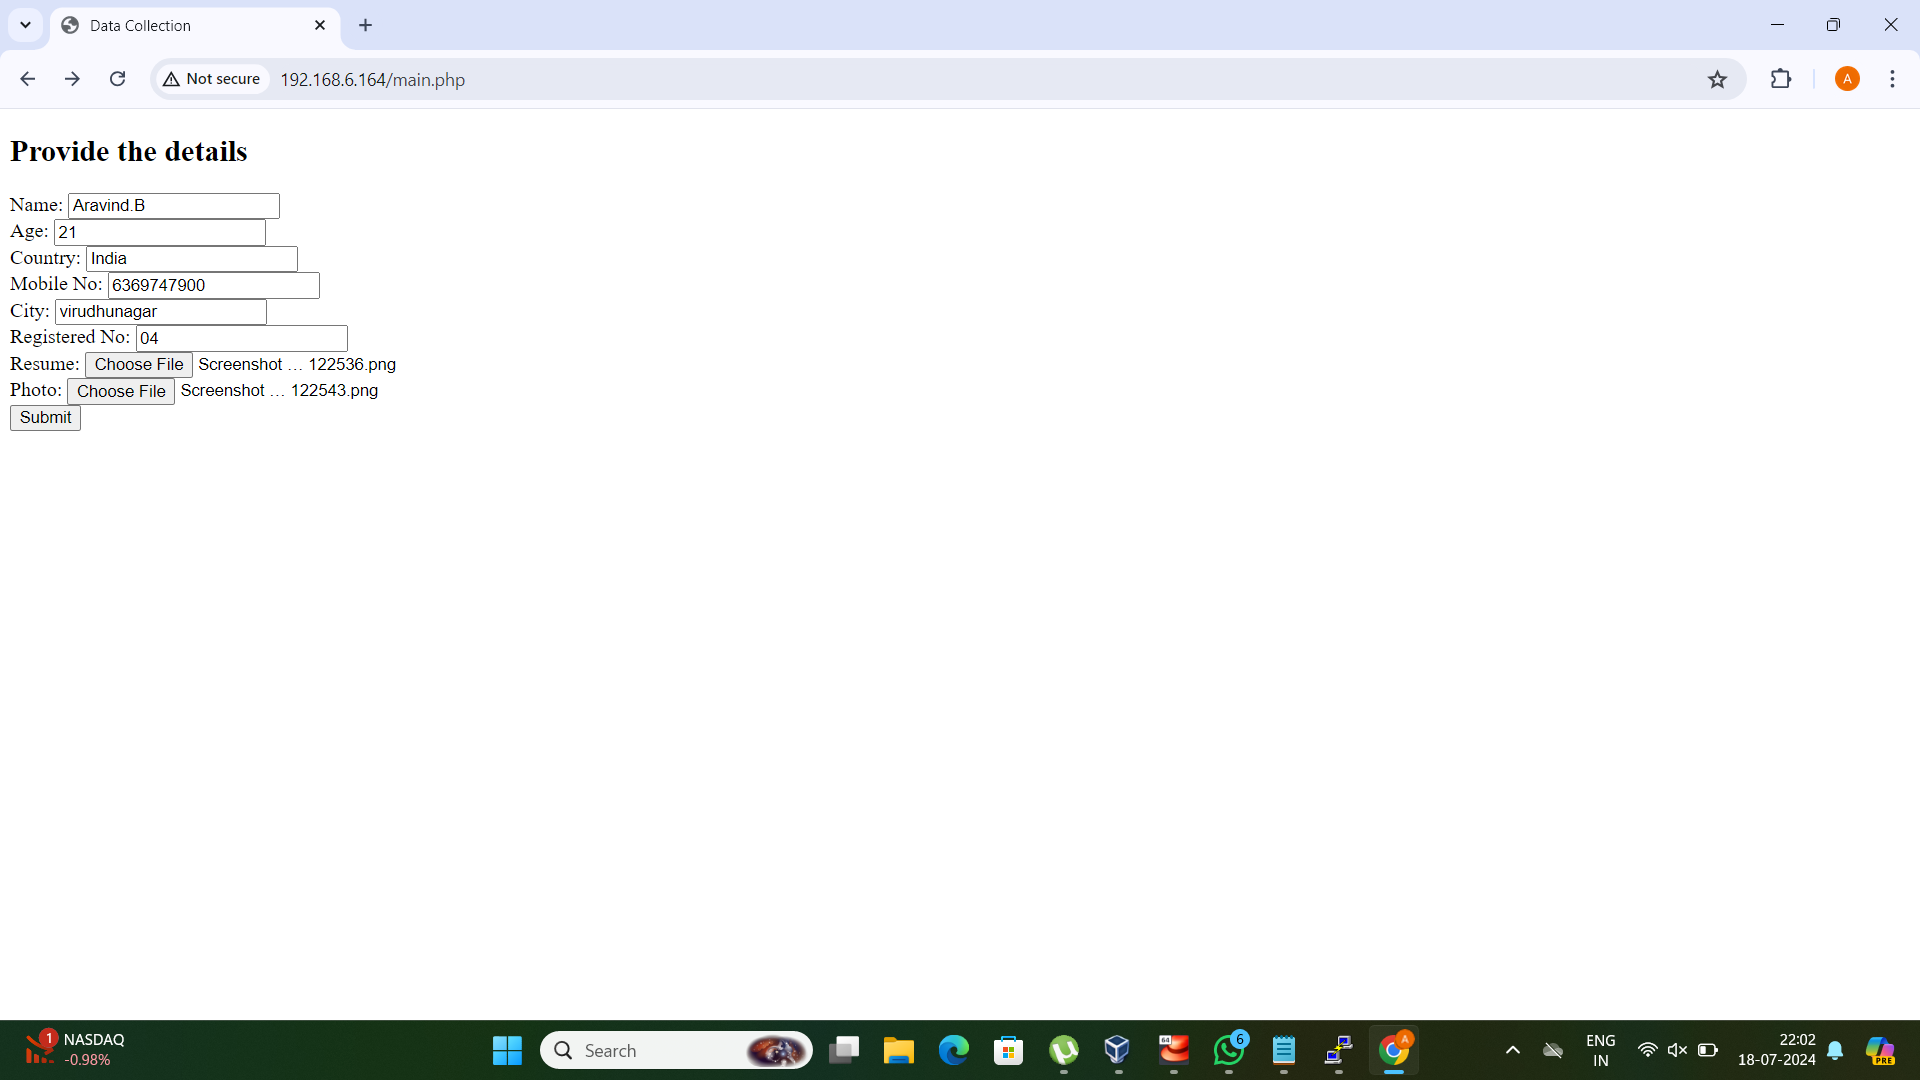 Data Collection
Not secure 192.168.6.164/main.php
A
Provide the details
Name: Aravind.B
Age: 21
Country: India
Mobile No: 6369747900
City: virudhunagar
Registered No: 04
Resume: Choose File Screenshot ... 122536.png
Photo: Choose File Screenshot ... 122543.png
Submit
1 NASDAQ
-0.98%
Search
64
6
A
ENG
IN
22:02
18-07-2024
PRE